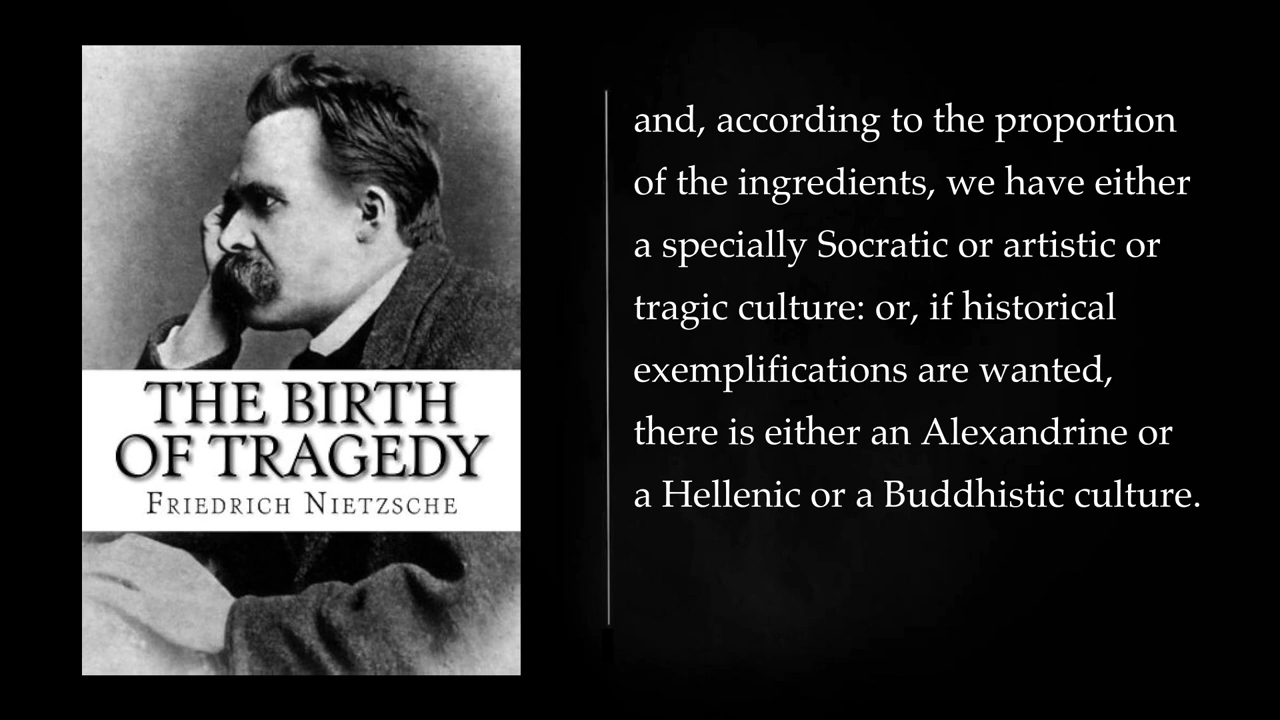 THE BIRTH
OF TRAGEDY
FRIEDRICH NIETZSCHE
and, according to the proportion
of the ingredients, we have either
a specially Socratic or artistic or
tragic culture: or, if historical
exemplifications are wanted,
there is either an Alexandrine or
a Hellenic or a Buddhistic culture.